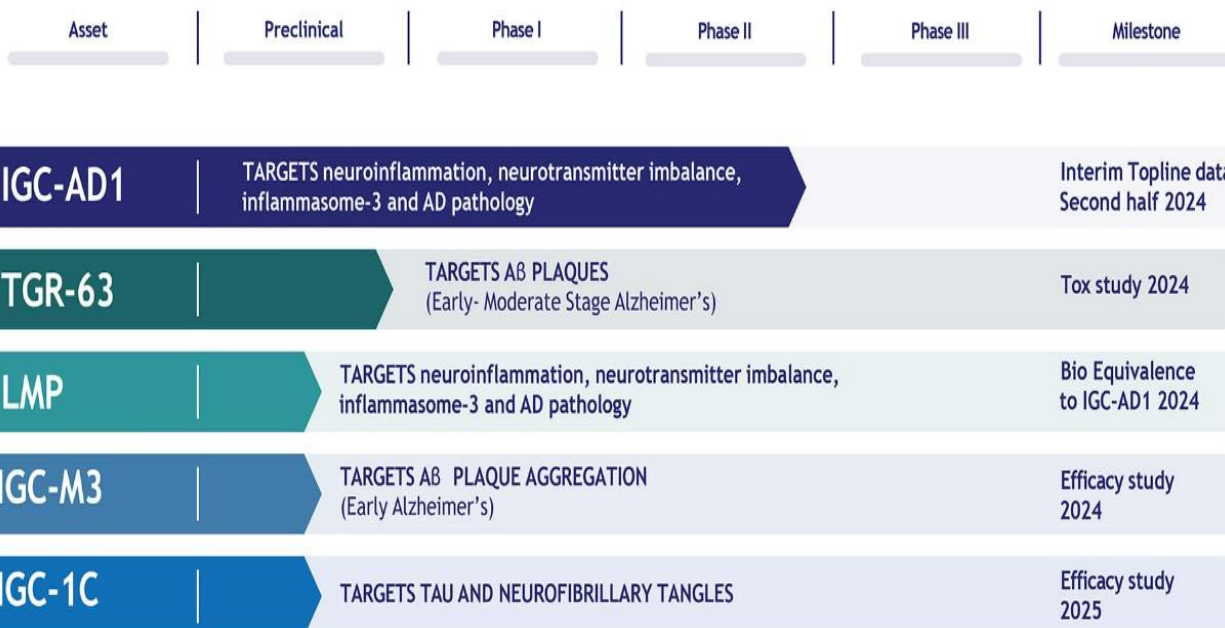 Asset Preclinical Phase I Phase II Phase III Milestone
IGC-AD1
TARGETS neuroinflammation, neurotransmitter imbalance,
inflammasome-3 and AD pathology
Interim Topline data
Second half 2024
TGR-63
TARGETS Aß PLAQUES
(Early- Moderate Stage Alzheimer's)
Tox study 2024
LMP
TARGETS neuroinflammation, neurotransmitter imbalance,
inflammasome-3 and AD pathology
Bio Equivalence
to IGC-AD1 2024
IGC-M3
TARGETS Aß PLAQUE AGGREGATION
(Early Alzheimer's)
Efficacy study
2024
IGC-1C
TARGETS TAU AND NEUROFIBRILLARY TANGLES
Efficacy study
2025